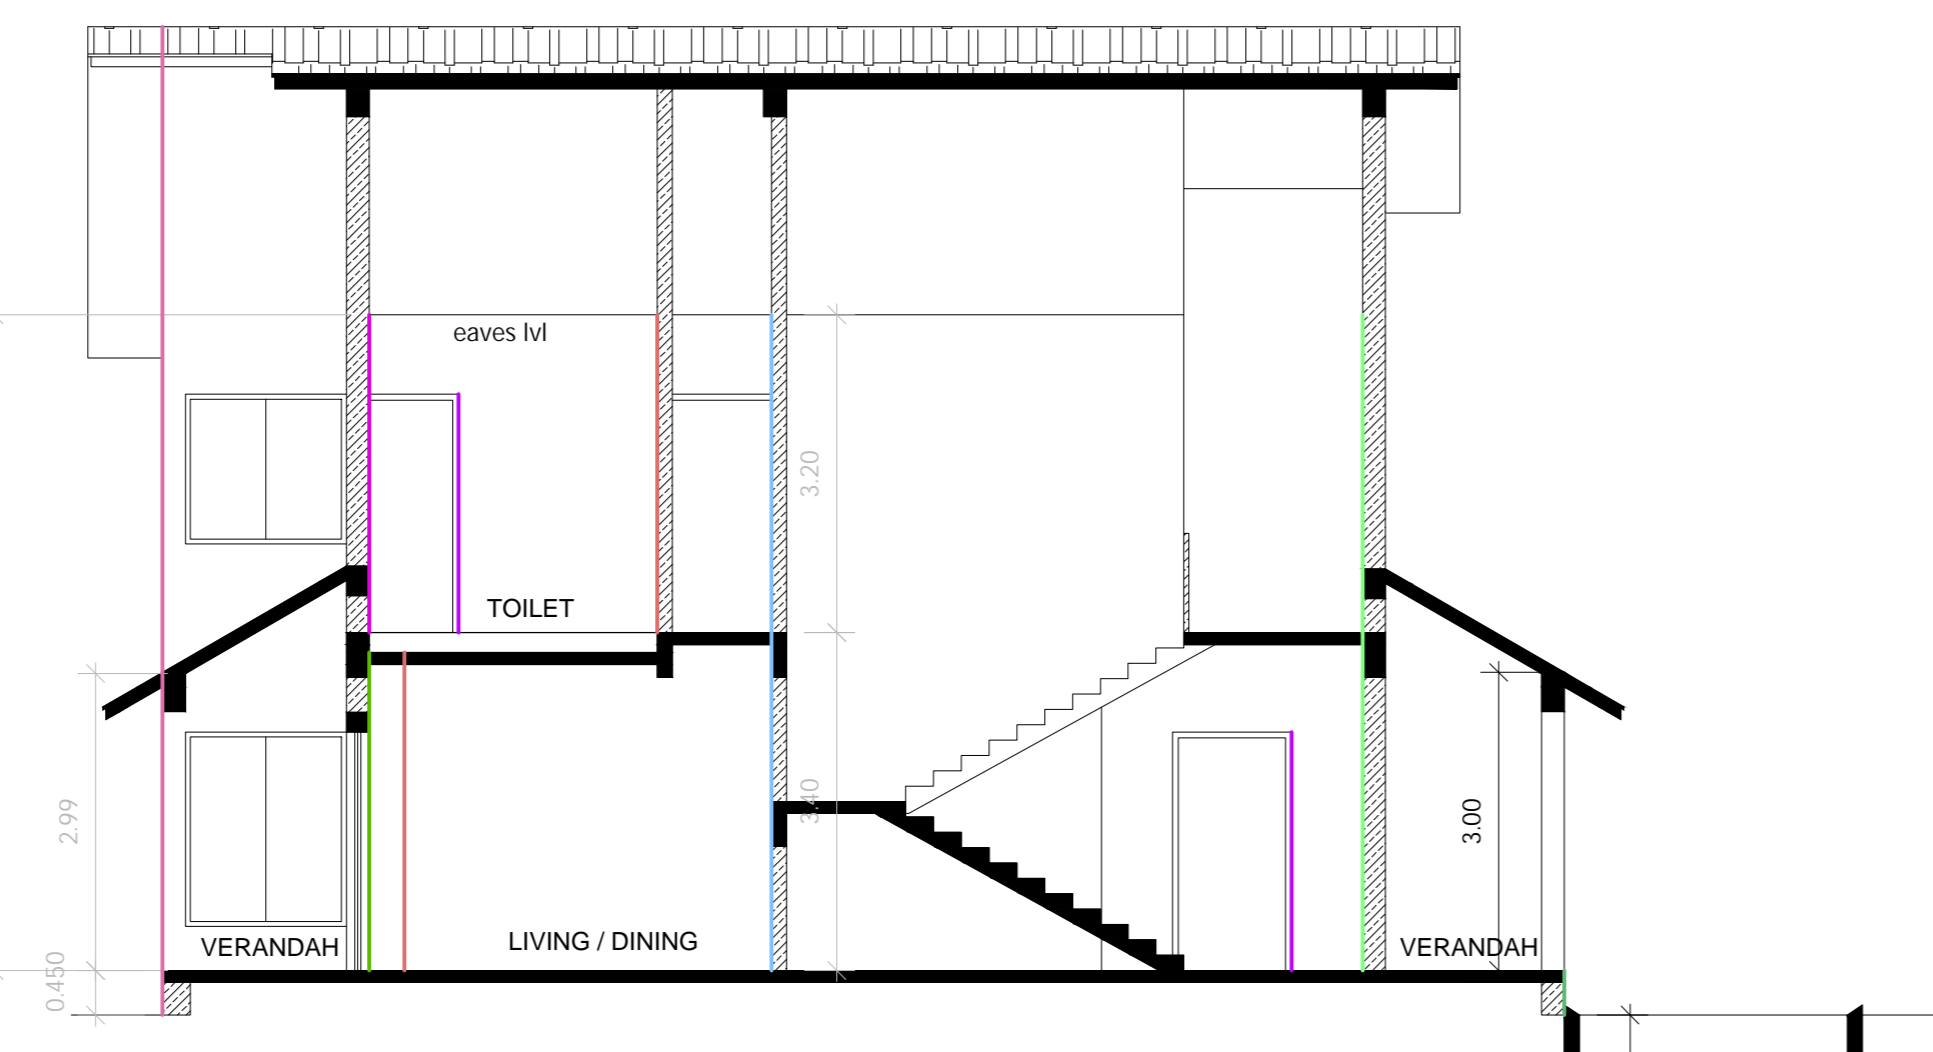 eaves lvl
3.20
TOILET
2.99
3.40
3.00
LIVING / DINING
VERANDAH
VERANDAH
0.450